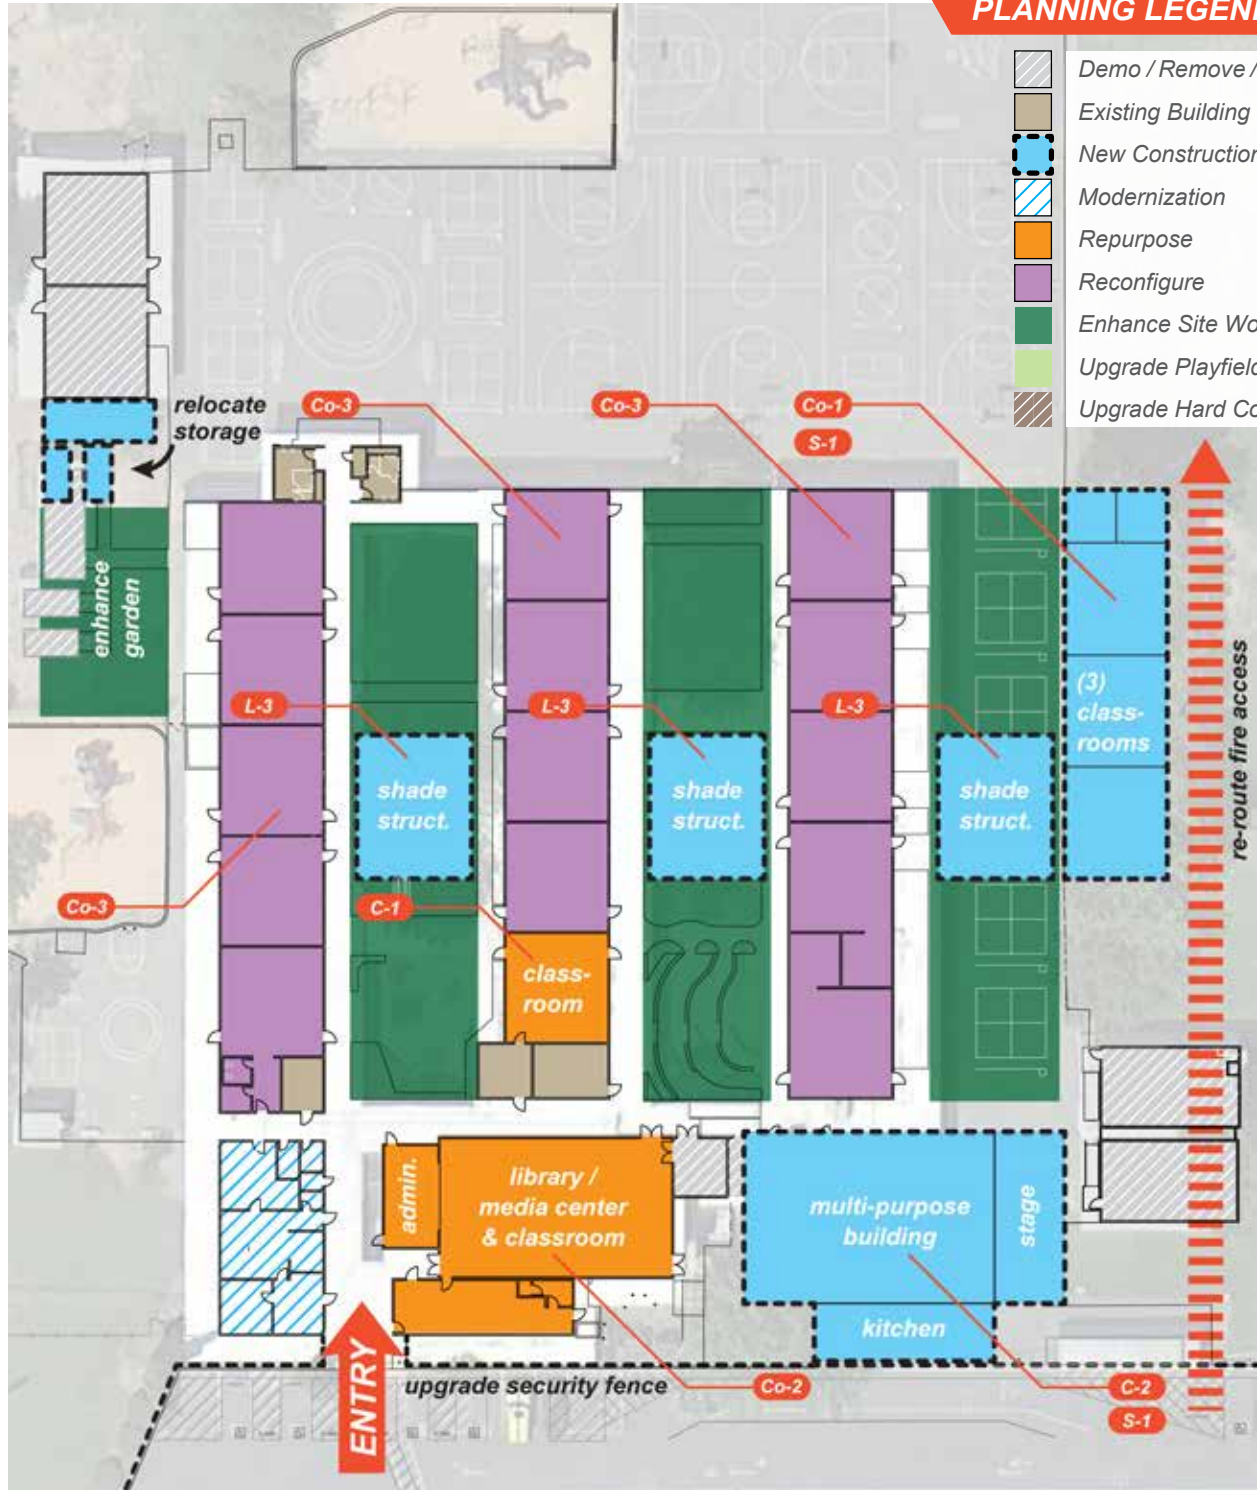 PLANNING LEGEN
Demo / Remove /
Existing Building
New Construction
Modernization
Repurpose
Reconfigure
Enhance Site Wo
Upgrade Playfield
Upgrade Hard Co
relocate
storage
Co-3
Co-3
Co-1
S-1
enhance
garden
L-3
L-3
L-3
(3)
class-
rooms
re-route fire access
shade
struct.
shade
struct.
shade
struct.
Co-3
C-1
class-
room
admin.
library /
media center
& classroom
multi-purpose
building
stage
kitchen
ENTRY
upgrade security fence
Co-2
C-2
S-1